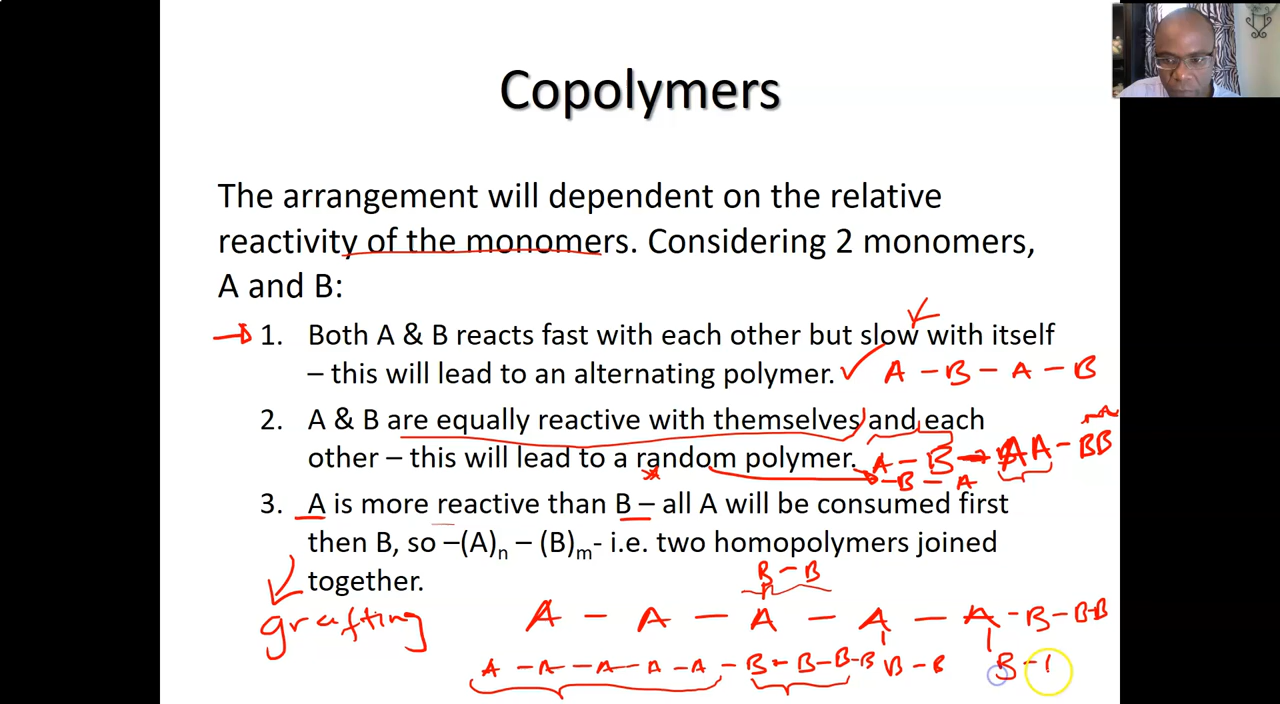 Copolymers
The arrangement will dependent on the relative
reactivity of the monomers. Considering 2 monomers,
A and B:
1. Both A & B reacts fast with each other but slow with itself
– this will lead to an alternating polymer. A – B – A – B
2. A & B are equally reactive with themselves and each
other – this will lead to a random polymer. A – B AA – BB
– B – A
3. A is more reactive than B – all A will be consumed first
then B, so –(A)n – (B)m- i.e. two homopolymers joined
together.
B – B
grafting A – A – A – A – A – B – B-B
A – A – A – A – A – B – B – B – B B – B B –